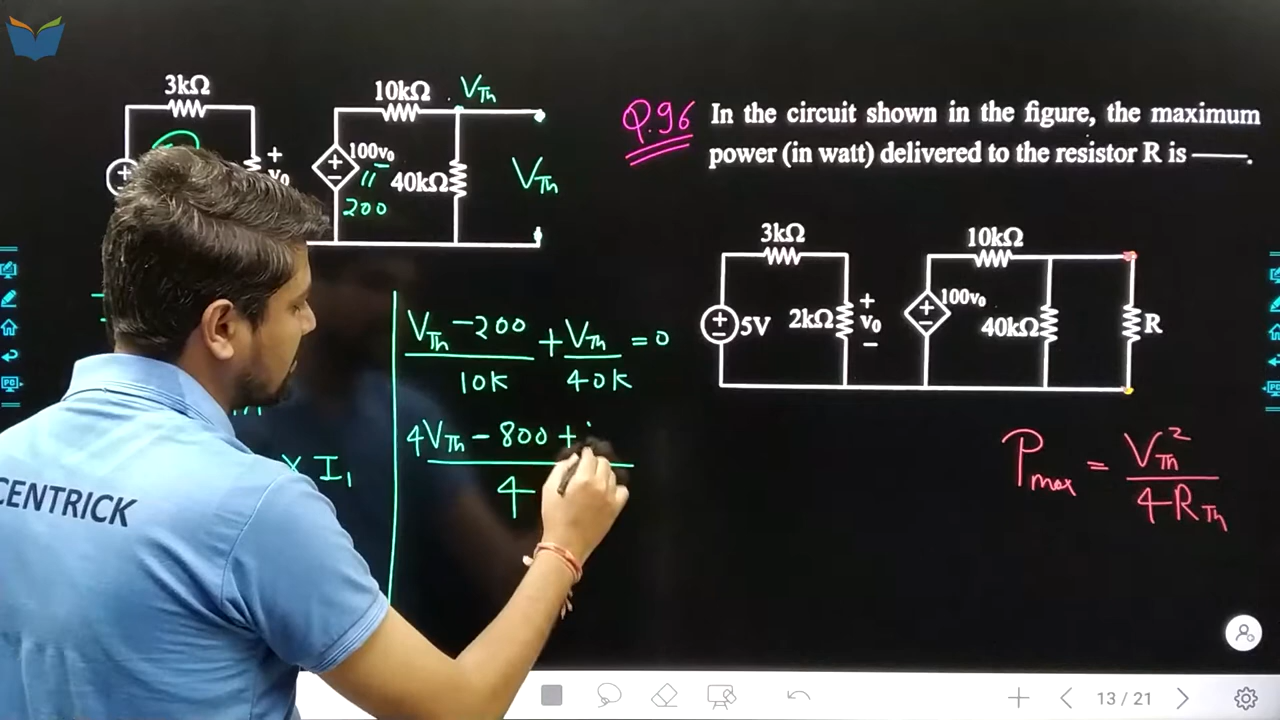 3kΩ
10kΩ
V_Th
+
v₀
+
−
100v₀
200
40kΩ
V_Th
Q.96
In the circuit shown in the figure, the maximum
power (in watt) delivered to the resistor R is ——.
3kΩ
10kΩ
+
−
5V
2kΩ
+
v₀
−
+
−
100v₀
40kΩ
R
(V_Th − 200)/10K + V_Th/40K = 0
4V_Th − 800 +
4
X I₁
P_max = V_Th²/4R_Th
CENTRICK
13 / 21